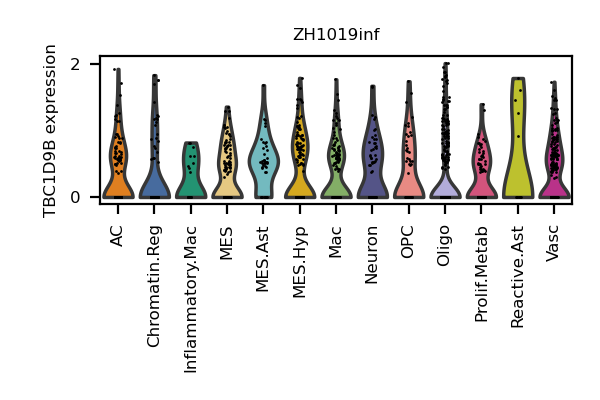 ZH1019inf
TBC1D9B expression
2
0
AC
Chromatin.Reg
Inflammatory.Mac
MES
MES.Ast
MES.Hyp
Mac
Neuron
OPC
Oligo
Prolif.Metab
Reactive.Ast
Vasc